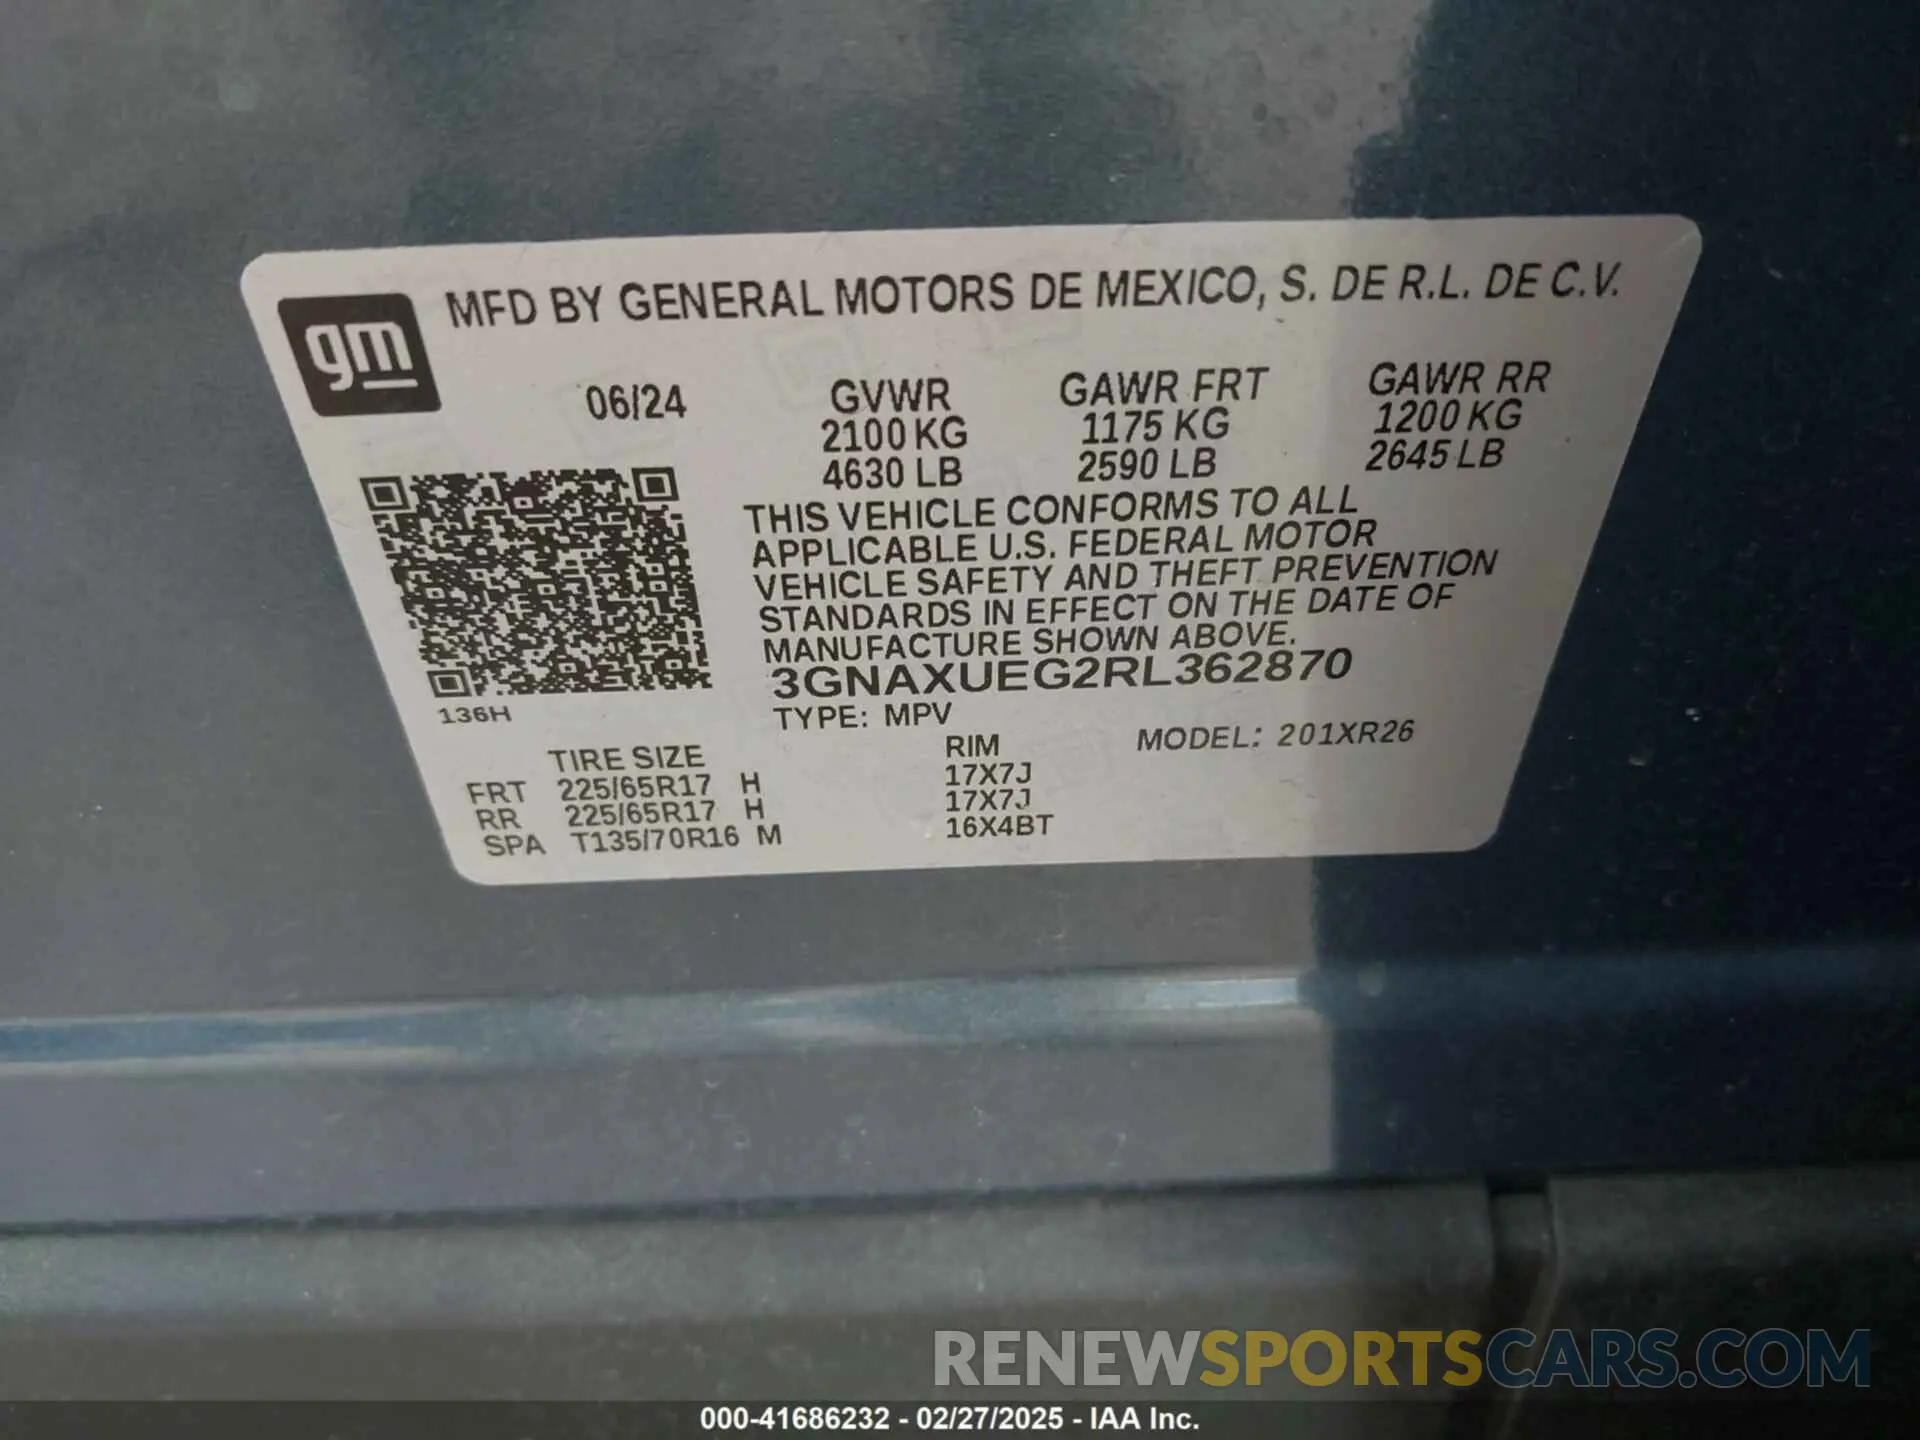 gm
MFD BY GENERAL MOTORS DE MEXICO, S. DE R.L. DE C.V.
06/24
GVWR
2100 KG
4630 LB
GAWR FRT
1175 KG
2590 LB
GAWR RR
1200 KG
2645 LB
THIS VEHICLE CONFORMS TO ALL
APPLICABLE U.S. FEDERAL MOTOR
VEHICLE SAFETY AND THEFT PREVENTION
STANDARDS IN EFFECT ON THE DATE OF
MANUFACTURE SHOWN ABOVE.
3GNAXUEG2RL362870
136H
TYPE: MPV
MODEL: 201XR26
TIRE SIZE RIM
FRT 225/65R17 H 17X7J
RR 225/65R17 H 17X7J
SPA T135/70R16 M 16X4BT
RENEWSPORTSCARS.COM
000-41686232 - 02/27/2025 - IAA Inc.